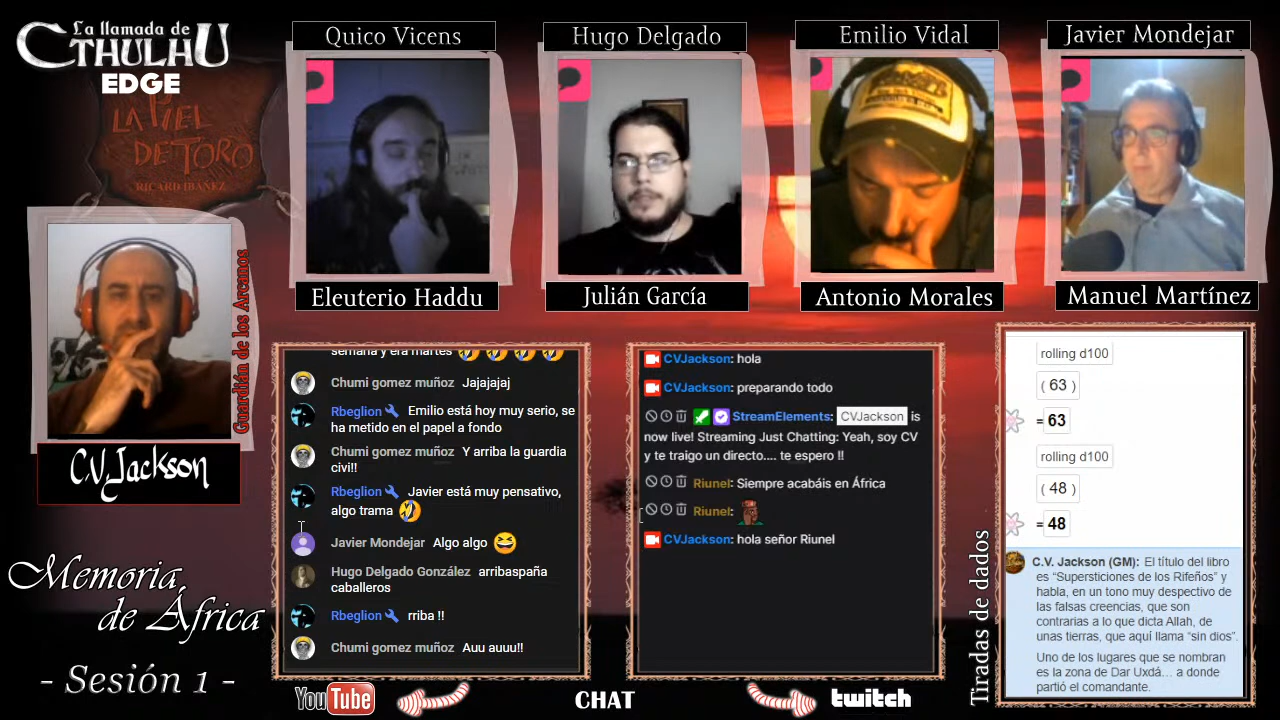 La llamada de
CTHULHU
EDGE
LA PIEL
DE TORO
RICARD IBÁÑEZ
Quico Vicens
Hugo Delgado
Emilio Vidal
Javier Mondejar
Eleuterio Haddu
Julián García
Antonio Morales
Manuel Martínez
Guardián de los Arcanos
C.V. Jackson
Memoria
de África
- Sesión 1 -
semana y era martes
Chumi gomez muñoz Jajajajaj
Rbeglion Emilio está hoy muy serio, se
ha metido en el papel a fondo
Chumi gomez muñoz Y arriba la guardia
civi!!
Rbeglion Javier está muy pensativo,
algo trama
Javier Mondejar Algo algo
Hugo Delgado González arribaspaña
caballeros
Rbeglion rriba !!
Chumi gomez muñoz Auu auuu!!
CVJackson: hola
CVJackson: preparando todo
StreamElements: CVJackson is
now live! Streaming Just Chatting: Yeah, soy CV
y te traigo un directo.... te espero !!
Riunel: Siempre acabáis en África
Riunel:
CVJackson: hola señor Riunel
YouTube
CHAT
twitch
Tiradas de dados
rolling d100
( 63 )
= 63
rolling d100
( 48 )
= 48
C.V. Jackson (GM): El título del libro
es “Supersticiones de los Rifeños” y
habla, en un tono muy despectivo de
las falsas creencias, que son
contrarias a lo que dicta Allah, de
unas tierras, que aquí llama “sin dios”.
Uno de los lugares que se nombran
es la zona de Dar Uxdá... a donde
partió el comandante.